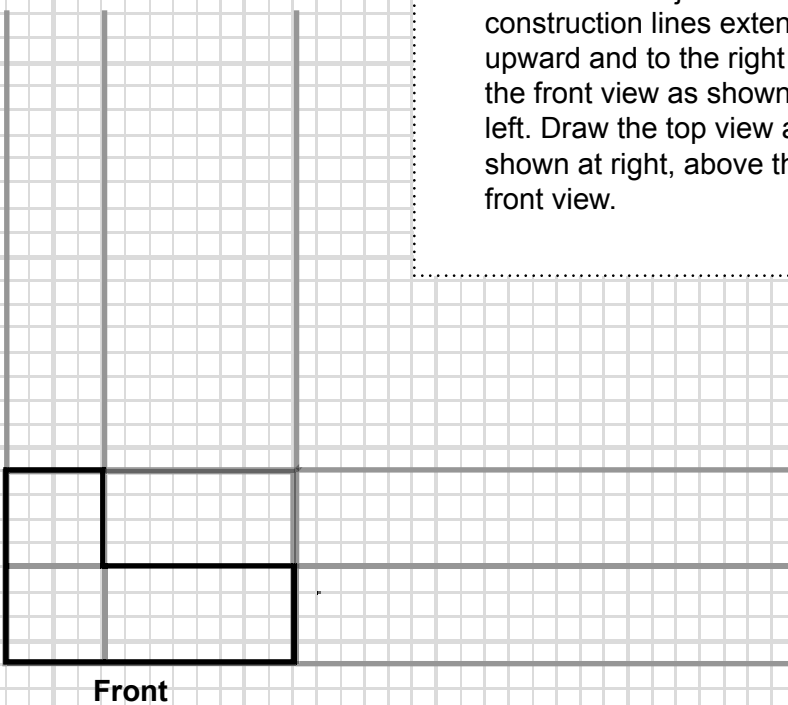 construction lines exten
upward and to the right
the front view as shown
left. Draw the top view a
shown at right, above th
front view.
Front